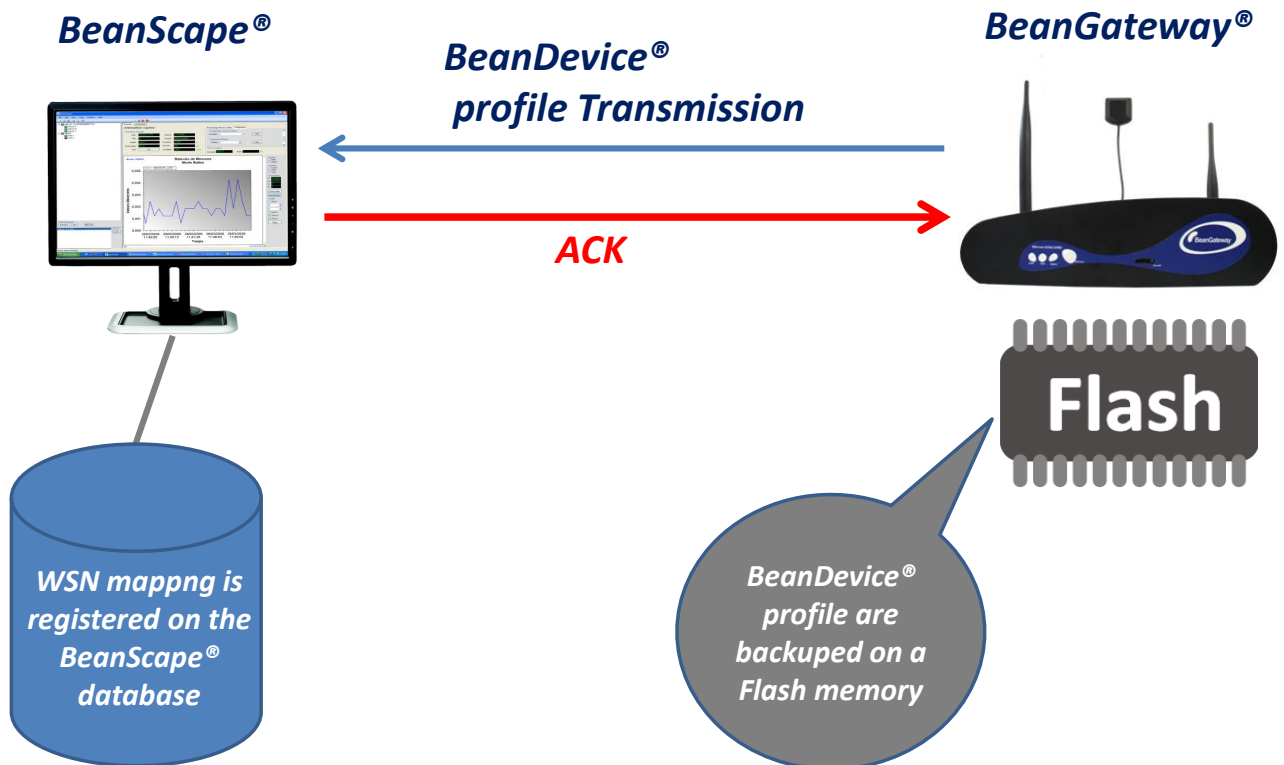 BeanScape®
BeanGateway®
BeanDevice®
profile Transmission
ACK
BeanGateway
Flash
WSN mappng is
registered on the
BeanScape®
database
BeanDevice®
profile are
backuped on a
Flash memory